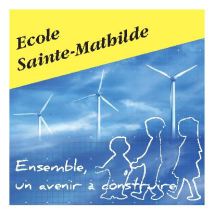 Ecole
Sainte-Mathilde
Ensemble,
un avenir à construire